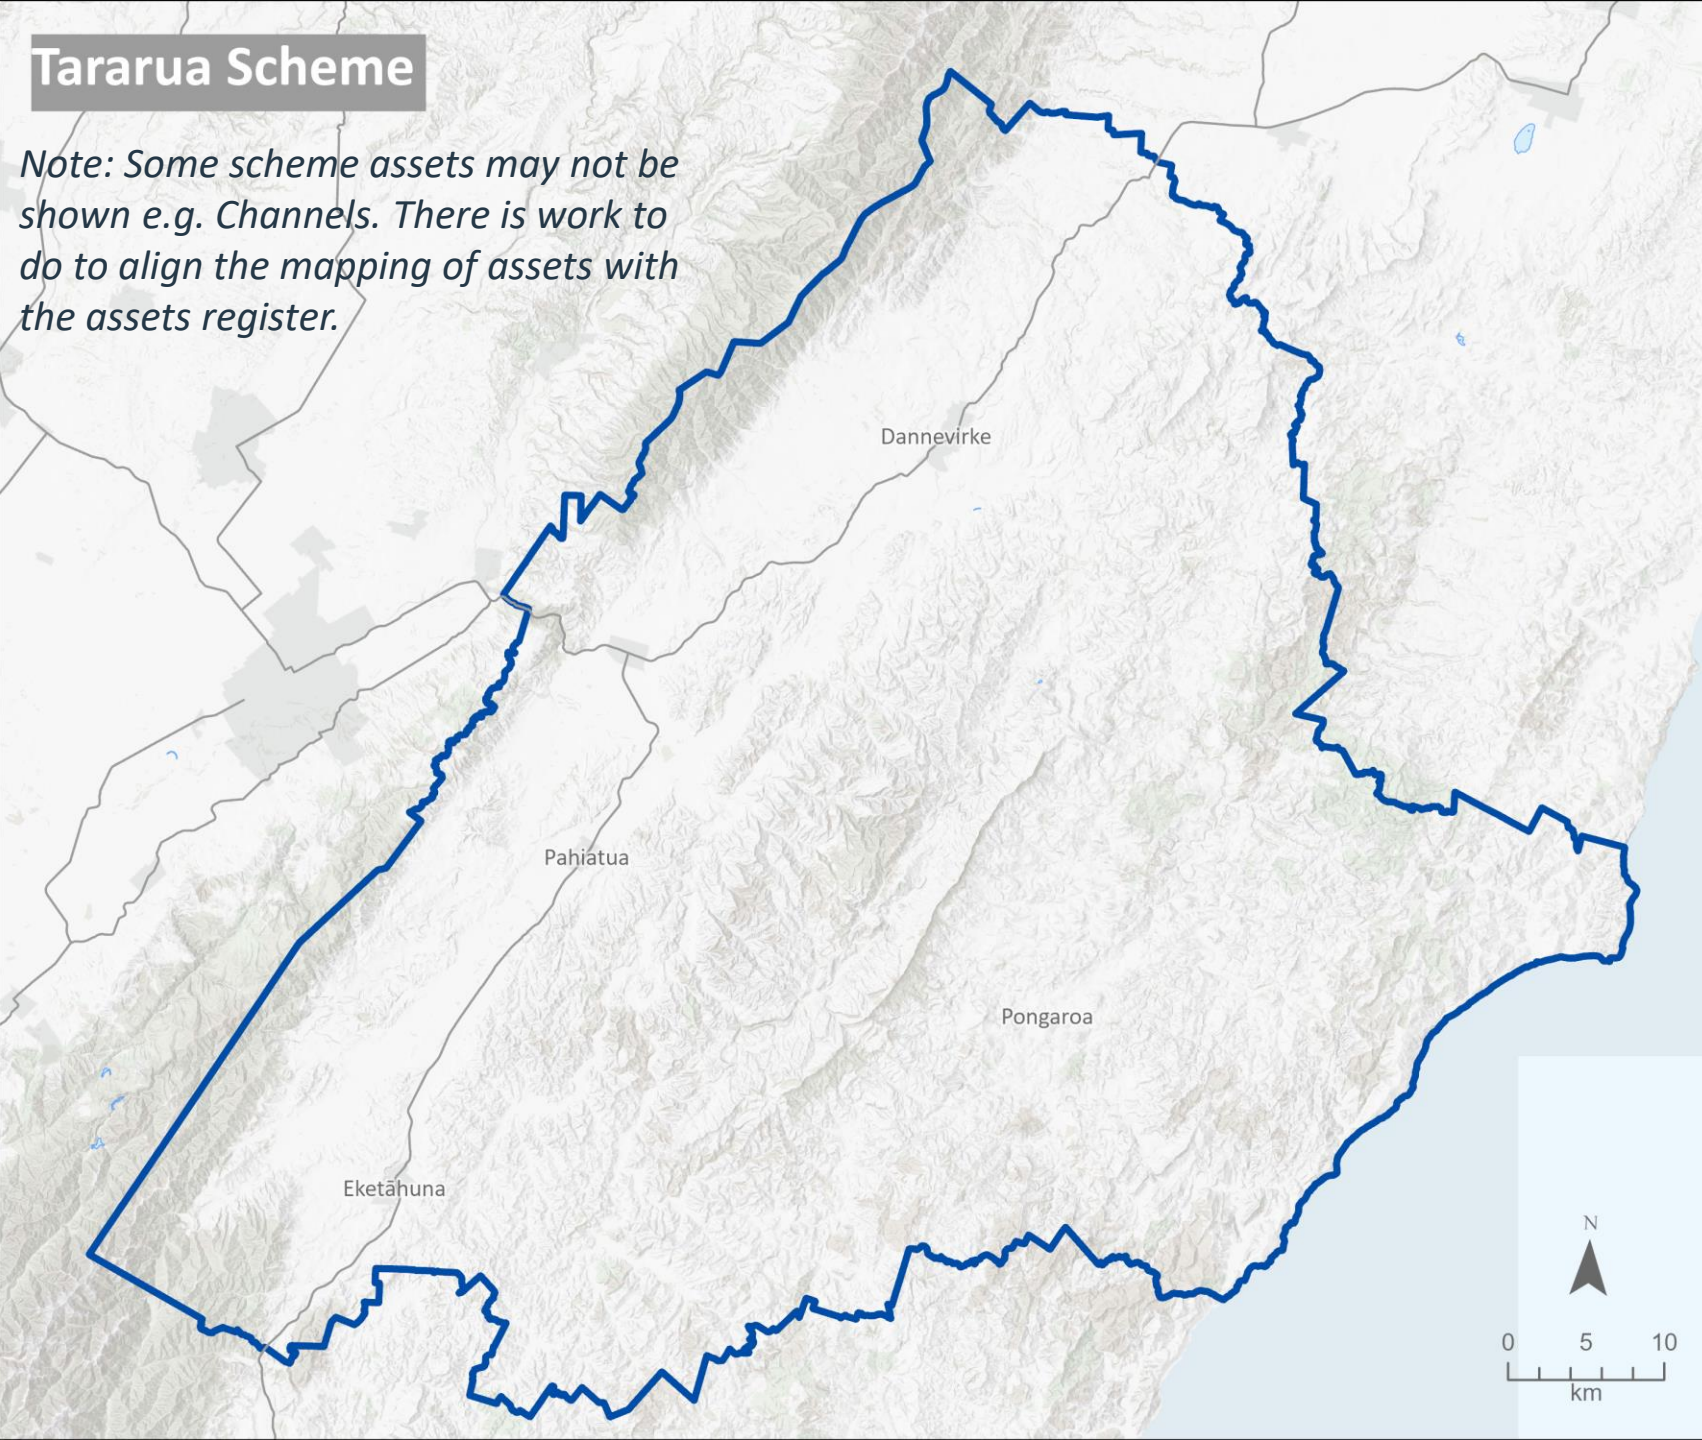 Tararua Scheme
Note: Some scheme assets may not be
shown e.g. Channels. There is work to
do to align the mapping of assets with
the assets register.
Dannevirke
Pahiatua
Pongaroa
Eketāhuna
N
0 5 10
km